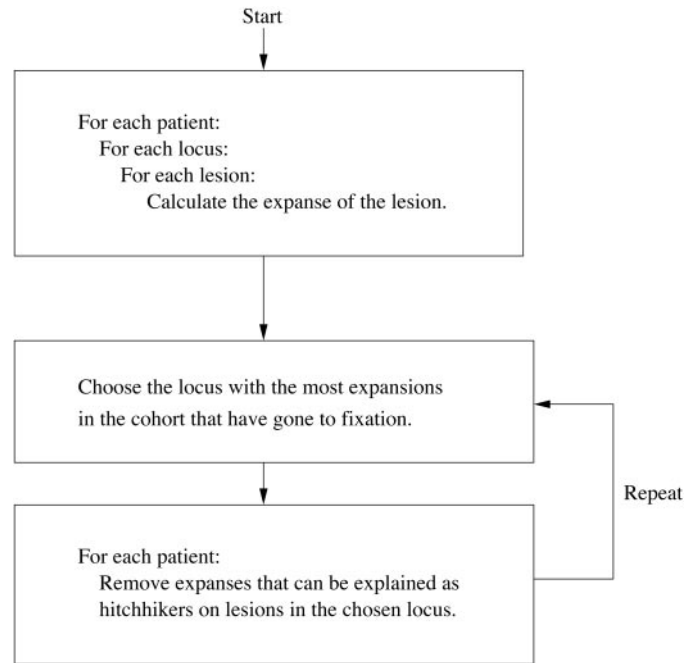 Start
For each patient:
For each locus:
For each lesion:
Calculate the expanse of the lesion.
Choose the locus with the most expansions
in the cohort that have gone to fixation.
Repeat
For each patient:
Remove expanses that can be explained as
hitchhikers on lesions in the chosen locus.